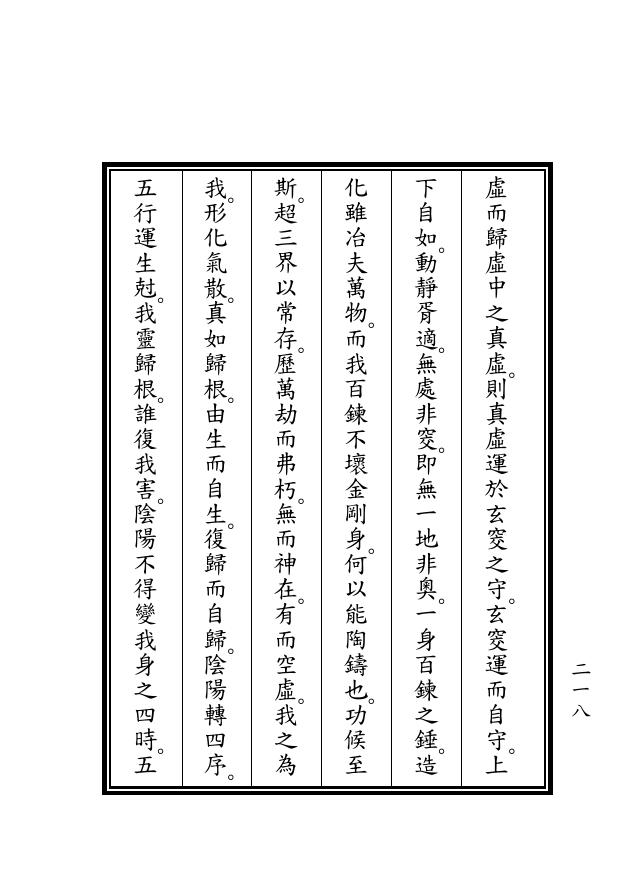 虛而歸虛中之真虛。則真虛運於玄窔之守。玄窔運而自守。上
下自如。動靜胥適。無處非窔。即無一地非奧。一身百鍊之錘。造
化雖冶夫萬物。而我百鍊不壞金剛身。何以能陶鑄也。功候至
斯。超三界以常存。歷萬劫而弗朽。無而神在。有而空虛。我之為
我。形化氣散。真如歸根。由生而自生。復歸而自歸。陰陽轉四序。
五行運生尅。我靈歸根。誰復我害。陰陽不得變我身之四時。五
二一八